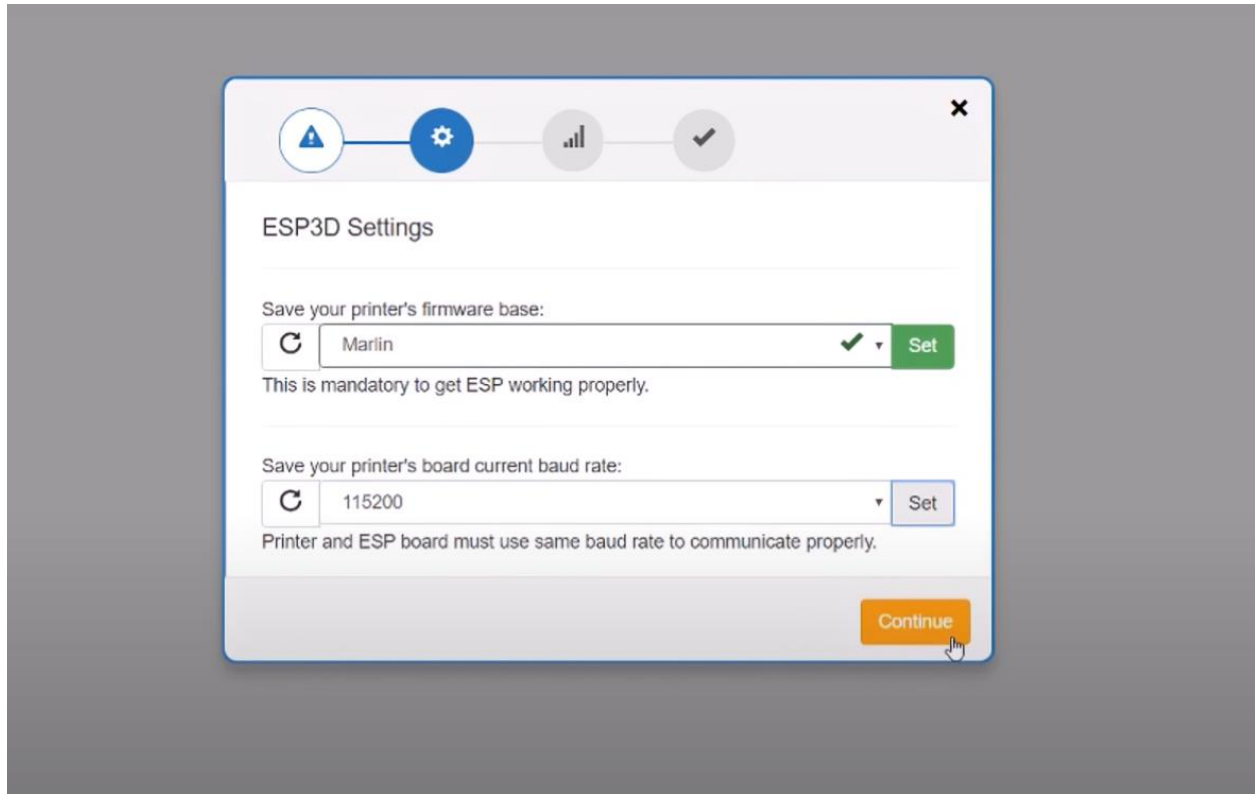 ESP3D Settings
Save your printer's firmware base:
Marlin
Set
This is mandatory to get ESP working properly.
Save your printer's board current baud rate:
115200
Set
Printer and ESP board must use same baud rate to communicate properly.
Continue